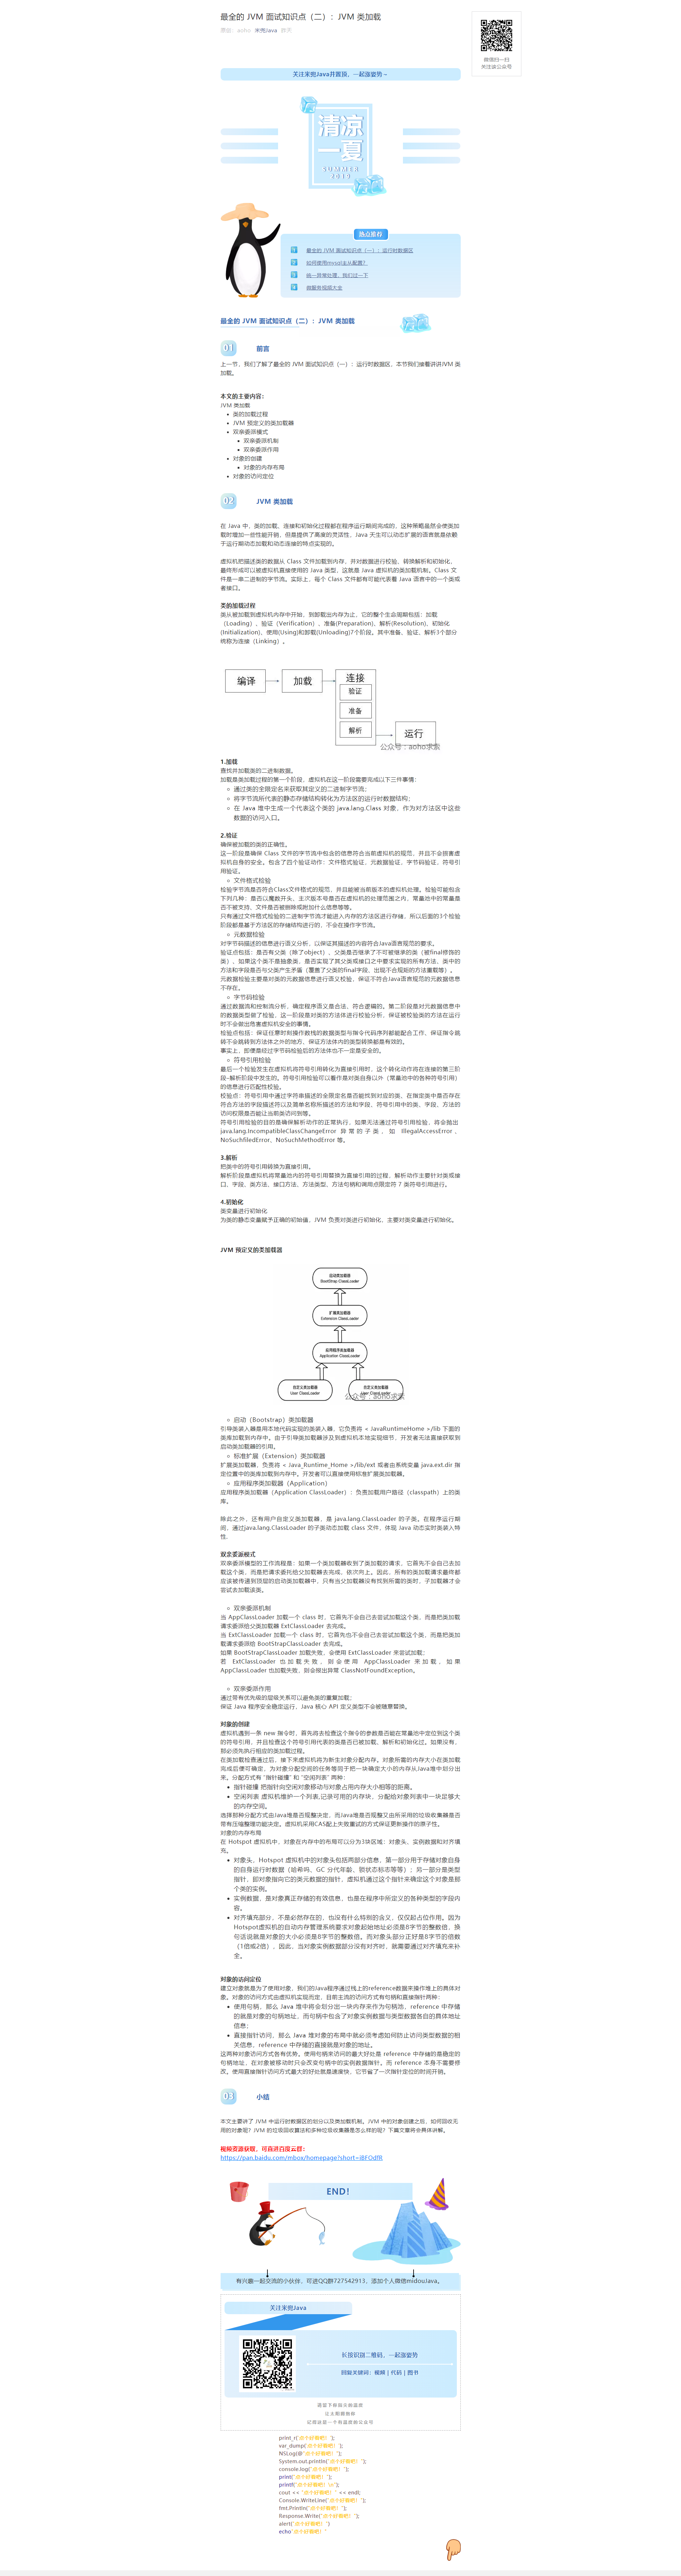 最全的 JVM 面试知识点（二）：JVM 类加载
原创：aoho 米兜Java 昨天
微信扫一扫
关注该公众号
关注米兜Java并置顶，一起涨姿势~
清凉
一夏
SUMMER
2019
热点推荐
最全的 JVM 面试知识点（一）：运行时数据区
如何使用mysql主从配置？
统一异常处理，我们过一下
微服务视频大全
最全的 JVM 面试知识点（二）：JVM 类加载
01 前言
上一节，我们了解了最全的 JVM 面试知识点（一）：运行时数据区，本节我们接着讲讲JVM 类
加载。
本文的主要内容：
JVM 类加载
类的加载过程
JVM 预定义的类加载器
双亲委派模式
双亲委派机制
双亲委派作用
对象的创建
对象的内存布局
对象的访问定位
02 JVM 类加载
在 Java 中，类的加载、连接和初始化过程都在程序运行期间完成的，这种策略虽然会使类加
载时增加一些性能开销，但是提供了高度的灵活性，Java 天生可以动态扩展的语言就是依赖
于运行期动态加载和动态连接的特点实现的。
虚拟机把描述类的数据从 Class 文件加载到内存，并对数据进行校验、转换解析和初始化，
最终形成可以被虚拟机直接使用的 Java 类型，这就是 Java 虚拟机的类加载机制。Class 文
件是一串二进制的字节流。实际上，每个 Class 文件都有可能代表着 Java 语言中的一个类或
者接口。
类的加载过程
类从被加载到虚拟机内存中开始，到卸载出内存为止，它的整个生命周期包括：加载
（Loading）、验证（Verification）、准备(Preparation)、解析(Resolution)、初始化
(Initialization)、使用(Using)和卸载(Unloading)7个阶段。其中准备、验证、解析3个部分
统称为连接（Linking）。
编译
加载
连接
验证
准备
解析
运行
公众号：aoho求索
1.加载
查找并加载类的二进制数据。
加载是类加载过程的第一个阶段，虚拟机在这一阶段需要完成以下三件事情：
通过类的全限定名来获取其定义的二进制字节流；
将字节流所代表的静态存储结构转化为方法区的运行时数据结构；
在 Java 堆中生成一个代表这个类的 java.lang.Class 对象，作为对方法区中这些
数据的访问入口。
2.验证
确保被加载的类的正确性。
这一阶段是确保 Class 文件的字节流中包含的信息符合当前虚拟机的规范，并且不会损害虚
拟机自身的安全。包含了四个验证动作：文件格式验证，元数据验证，字节码验证，符号引
用验证。
文件格式检验
检验字节流是否符合Class文件格式的规范，并且能被当前版本的虚拟机处理。检验可能包含
下列几种：是否以魔数开头、主次版本号是否在虚拟机的处理范围之内、常量池中的常量是
否不被支持、文件是否被删除或附加什么信息等等。
只有通过文件格式检验的二进制字节流才能进入内存的方法区进行存储，所以后面的3个检验
阶段都是基于方法区的存储结构进行的，不会在操作字节流。
元数据检验
对字节码描述的信息进行语义分析，以保证其描述的内容符合Java语言规范的要求。
验证点包括：是否有父类（除了object）、父类是否继承了不可被继承的类（被final修饰的
类）、如果这个类不是抽象类，是否实现了其父类或接口之中要求实现的所有方法、类中的
方法和字段是否与父类产生矛盾（覆盖了父类的final字段、出现不合规矩的方法重载等）。
元数据检验主要是对类的元数据信息进行语义校验，保证不符合Java语言规范的元数据信息
不存在。
字节码检验
通过数据流和控制流分析，确定程序语义是合法、符合逻辑的。第二阶段是对元数据信息中
的数据类型做了检验，这一阶段是对类的方法体进行校验分析，保证被校验类的方法在运行
时不会做出危害虚拟机安全的事情。
检验点包括：保证任意时刻操作数栈的数据类型与指令代码序列都能配合工作、保证指令跳
转不会跳转到方法体之外的地方、保证方法体内的类型转换都是有效的。
事实上，即便是经过字节码检验后的方法体也不一定是安全的。
符号引用检验
最后一个检验发生在虚拟机将符号引用转化为直接引用时，这个转化动作将在连接的第三阶
段-解析阶段中发生的。符号引用检验可以看作是对类自身以外（常量池中的各种符号引用）
的信息进行匹配性校验。
校验点：符号引用中通过字符串描述的全限定名是否能找到对应的类、在指定类中是否存在
符合方法的字段描述符以及简单名称所描述的方法和字段、符号引用中的类、字段、方法的
访问权限是否能让当前类访问到等。
符号引用检验的目的是确保解析动作的正常执行，如果无法通过符号引用检验，将会抛出
java.lang.IncompatibleClassChangeError 异常的子类，如 IllegalAccessError、
NoSuchfiledError、NoSuchMethodError 等。
3.解析
把类中的符号引用转换为直接引用。
解析阶段是虚拟机将常量池内的符号引用替换为直接引用的过程，解析动作主要针对类或接
口、字段、类方法、接口方法、方法类型、方法句柄和调用点限定符 7 类符号引用进行。
4.初始化
类变量进行初始化
为类的静态变量赋予正确的初始值，JVM 负责对类进行初始化，主要对类变量进行初始化。
JVM 预定义的类加载器
启动类加载器
BootStrap ClassLoader
扩展类加载器
Extension ClassLoader
应用程序类加载器
Application ClassLoader
自定义类加载器
User ClassLoader
自定义类加载器
User ClassLoader
公众号：aoho求索
启动（Bootstrap）类加载器
引导类装入器是用本地代码实现的类装入器，它负责将 < JavaRuntimeHome >/lib 下面的
类库加载到内存中。由于引导类加载器涉及到虚拟机本地实现细节，开发者无法直接获取到
启动类加载器的引用。
标准扩展（Extension）类加载器
扩展类加载器，负责将 < Java_Runtime_Home >/lib/ext 或者由系统变量 java.ext.dir 指
定位置中的类库加载到内存中。开发者可以直接使用标准扩展类加载器。
应用程序类加载器（Application）
应用程序类加载器（Application ClassLoader）：负责加载用户路径（classpath）上的类
库。
除此之外，还有用户自定义类加载器，是 java.lang.ClassLoader 的子类。在程序运行期
间，通过java.lang.ClassLoader 的子类动态加载 class 文件，体现 Java 动态实时类装入特
性。
双亲委派模式
双亲委派模型的工作流程是：如果一个类加载器收到了类加载的请求，它首先不会自己去加
载这个类，而是把请求委托给父加载器去完成，依次向上。因此，所有的类加载请求最终都
应该被传递到顶层的启动类加载器中，只有当父加载器没有找到所需的类时，子加载器才会
尝试去加载该类。
双亲委派机制
当 AppClassLoader 加载一个 class 时，它首先不会自己去尝试加载这个类，而是把类加载
请求委派给父类加载器 ExtClassLoader 去完成。
当 ExtClassLoader 加载一个 class 时，它首先也不会自己去尝试加载这个类，而是把类加
载请求委派给 BootStrapClassLoader 去完成。
如果 BootStrapClassLoader 加载失败，会使用 ExtClassLoader 来尝试加载；
若 ExtClassLoader 也加载失败，则会使用 AppClassLoader 来加载，如果
AppClassLoader 也加载失败，则会报出异常 ClassNotFoundException。
双亲委派作用
通过带有优先级的层级关系可以避免类的重复加载；
保证 Java 程序安全稳定运行，Java 核心 API 定义类型不会被随意替换。
对象的创建
虚拟机遇到一条 new 指令时，首先将去检查这个指令的参数是否能在常量池中定位到这个类
的符号引用，并且检查这个符号引用代表的类是否已被加载、解析和初始化过。如果没有，
那必须先执行相应的类加载过程。
在类加载检查通过后，接下来虚拟机将为新生对象分配内存。对象所需的内存大小在类加载
完成后便可确定，为对象分配空间的任务等同于把一块确定大小的内存从Java堆中划分出
来。分配方式有 “指针碰撞” 和 “空闲列表” 两种：
指针碰撞 把指针向空闲对象移动与对象占用内存大小相等的距离。
空闲列表 虚拟机维护一个列表,记录可用的内存块，分配给对象列表中一块足够大
的内存空间。
选择那种分配方式由Java堆是否规整决定，而Java堆是否规整又由所采用的垃圾收集器是否
带有压缩整理功能决定。虚拟机采用CAS配上失败重试的方式保证更新操作的原子性。
对象的内存布局
在 Hotspot 虚拟机中，对象在内存中的布局可以分为3块区域：对象头、实例数据和对齐填
充。
对象头，Hotspot 虚拟机中的对象头包括两部分信息，第一部分用于存储对象自身
的自身运行时数据（哈希吗、GC 分代年龄、锁状态标志等等）；另一部分是类型
指针，即对象指向它的类元数据的指针，虚拟机通过这个指针来确定这个对象是那
个类的实例。
实例数据，是对象真正存储的有效信息，也是在程序中所定义的各种类型的字段内
容。
对齐填充部分，不是必然存在的，也没有什么特别的含义，仅仅起占位作用。因为
Hotspot虚拟机的自动内存管理系统要求对象起始地址必须是8字节的整数倍，换
句话说就是对象的大小必须是8字节的整数倍。而对象头部分正好是8字节的倍数
（1倍或2倍），因此，当对象实例数据部分没有对齐时，就需要通过对齐填充来补
全。
对象的访问定位
建立对象就是为了使用对象，我们的Java程序通过栈上的reference数据来操作堆上的具体对
象。对象的访问方式由虚拟机实现而定，目前主流的访问方式有句柄和直接指针两种：
使用句柄，那么 Java 堆中将会划分出一块内存来作为句柄池，reference 中存储
的就是对象的句柄地址，而句柄中包含了对象实例数据与类型数据各自的具体地址
信息；
直接指针访问，那么 Java 堆对象的布局中就必须考虑如何防止访问类型数据的相
关信息，reference 中存储的直接就是对象的地址。
这两种对象访问方式各有优势。使用句柄来访问的最大好处是 reference 中存储的是稳定的
句柄地址，在对象被移动时只会改变句柄中的实例数据指针，而 reference 本身不需要修
改。使用直接指针访问方式最大的好处就是速度快，它节省了一次指针定位的时间开销。
03 小结
本文主要讲了 JVM 中运行时数据区的划分以及类加载机制。JVM 中的对象创建之后，如何回收无
用的对象呢？JVM 的垃圾回收算法和多种垃圾收集器是怎么样的呢？下篇文章将会具体讲解。
视频资源获取，可直进百度云群：
https://pan.baidu.com/mbox/homepage?short=i8FOdfR
END!
有兴趣一起交流的小伙伴，可进QQ群727542913，添加个人微信midouJava。
关注米兜Java
长按识别二维码，一起涨姿势
回复关键词：视频 | 代码 | 图书
调至下你我示的温度
让太阳晒热你
记得这是一个有温度的公众号
print_r('点个好看吧！');
var_dump('点个好看吧！');
NSLog(@"点个好看吧！");
System.out.println("点个好看吧！");
console.log("点个好看吧！");
print("点个好看吧！");
printf("点个好看吧！\n");
cout << "点个好看吧！" << endl;
Console.WriteLine("点个好看吧！");
fmt.Println("点个好看吧！");
Response.Write("点个好看吧！");
alert("点个好看吧！")
echo"点个好看吧！"